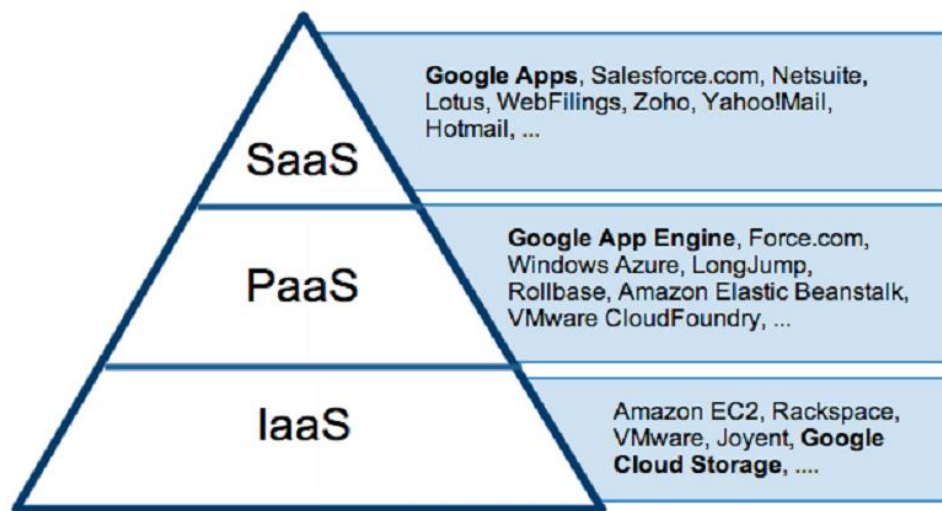 SaaS
Google Apps, Salesforce.com, Netsuite,
Lotus, WebFilings, Zoho, Yahoo!Mail,
Hotmail, ...
PaaS
Google App Engine, Force.com,
Windows Azure, LongJump,
Rollbase, Amazon Elastic Beanstalk,
VMware CloudFoundry, ...
IaaS
Amazon EC2, Rackspace,
VMware, Joyent, Google
Cloud Storage, ....